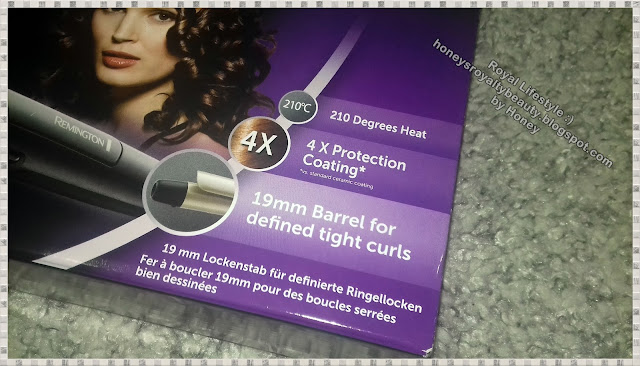 Royal Lifestyle :)
honeysroyaltybeauty.blogspot.com
by Honey
REMINGTON
210°C
210 Degrees Heat
4X
4 X Protection
Coating*
*vs. standard ceramic coating
19mm Barrel for
defined tight curls
19 mm Lockenstab für definierte Ringellocken
Fer à boucler 19mm pour des boucles serrées
bien dessinées